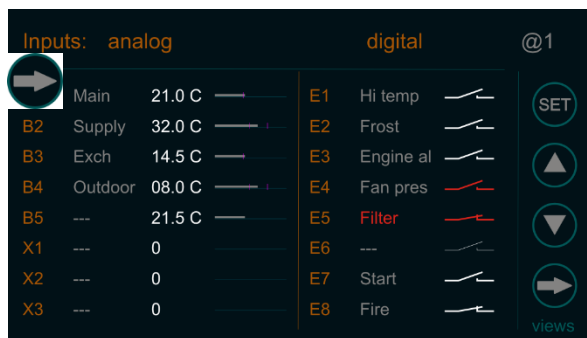 Inputs: analog digital @1
Main 21.0 C E1 Hi temp SET
B2 Supply 32.0 C E2 Frost
B3 Exch 14.5 C E3 Engine al
B4 Outdoor 08.0 C E4 Fan pres
B5 --- 21.5 C E5 Filter
X1 --- 0 E6 ---
X2 --- 0 E7 Start
X3 --- 0 E8 Fire
views